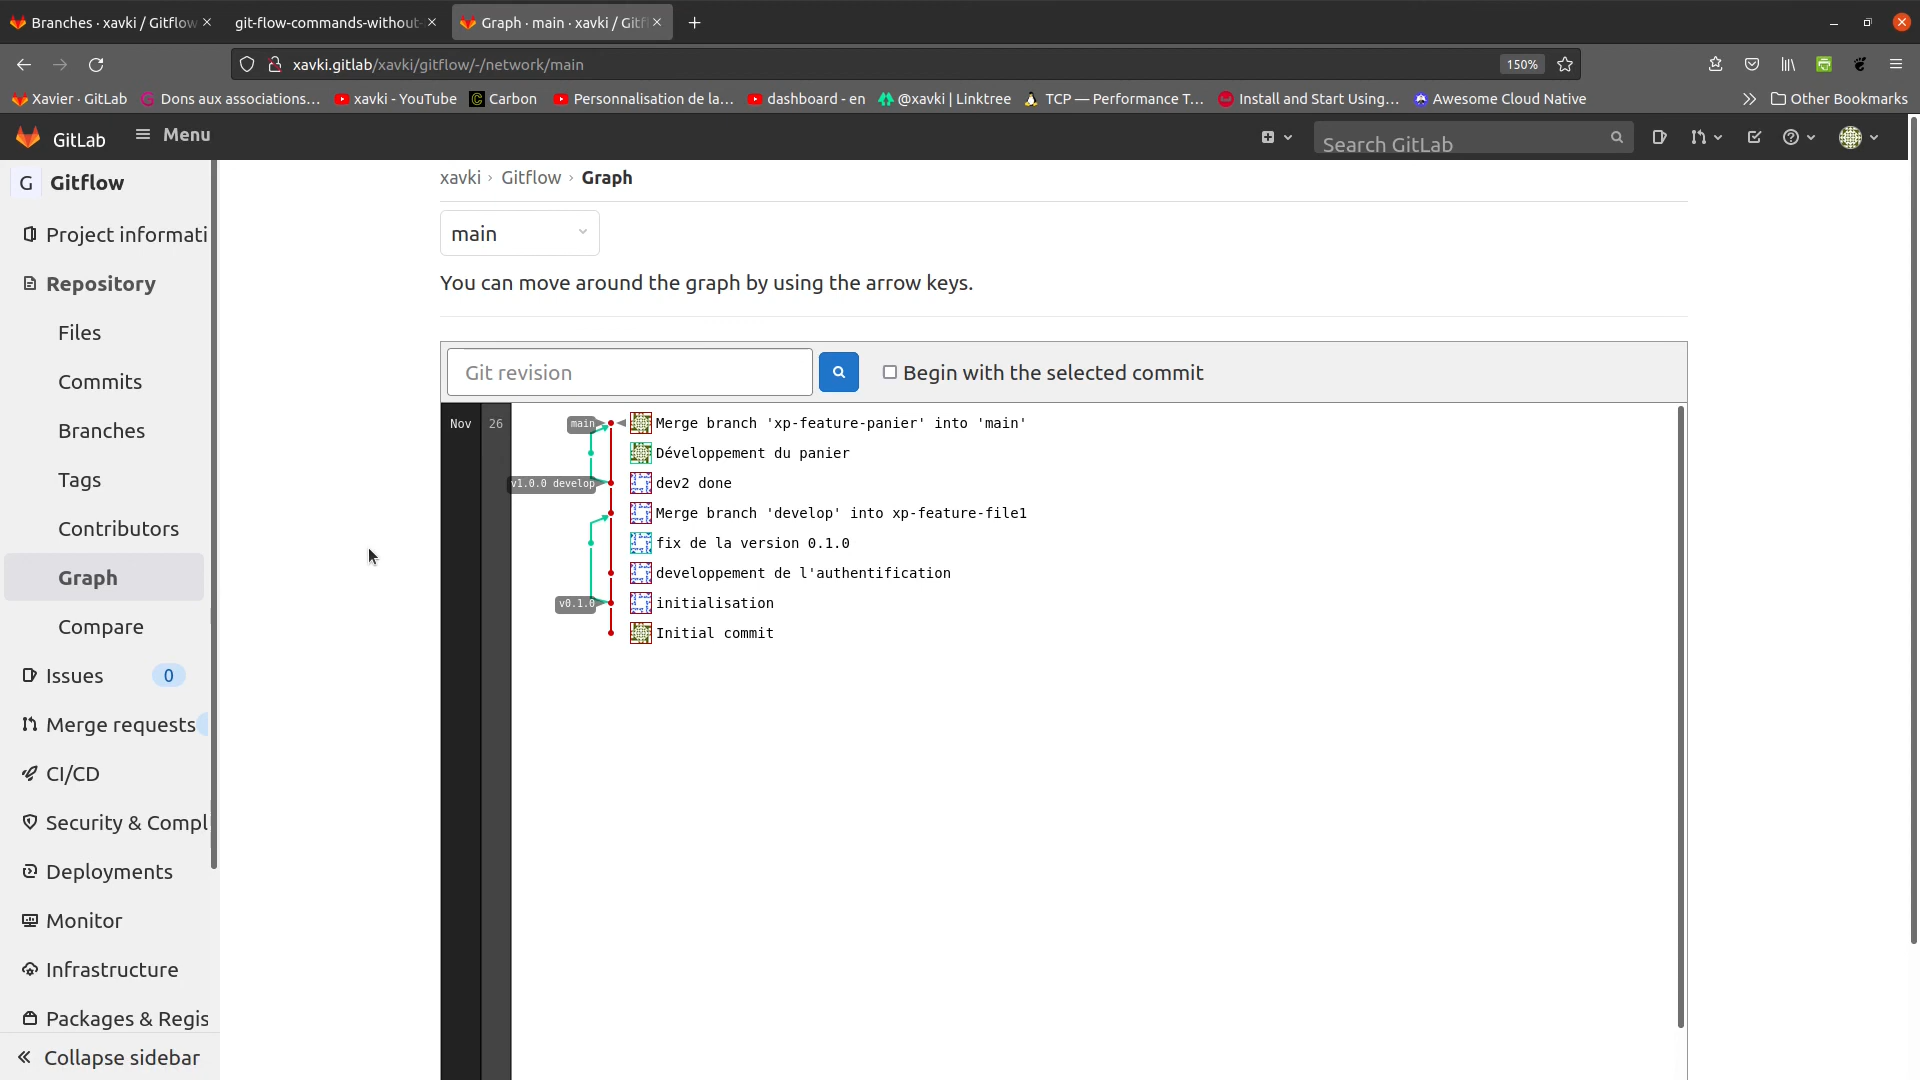 Branches · xavki / Gitflow
git-flow-commands-without-
Graph · main · xavki / Gitfl
xavki.gitlab/xavki/gitflow/-/network/main
150%
Xavier · GitLab
Dons aux associations…
xavki - YouTube
Carbon
Personnalisation de la…
dashboard - en
@xavki | Linktree
TCP — Performance T…
Install and Start Using…
Awesome Cloud Native
Other Bookmarks
GitLab
Menu
Search GitLab
G
Gitflow
Project informati
Repository
Files
Commits
Branches
Tags
Contributors
Graph
Compare
Issues
0
Merge requests
CI/CD
Security & Compl
Deployments
Monitor
Infrastructure
Packages & Regis
Collapse sidebar
xavki › Gitflow › Graph
main
You can move around the graph by using the arrow keys.
Git revision
Begin with the selected commit
Nov
26
main
Merge branch 'xp-feature-panier' into 'main'
Développement du panier
v1.0.0 develop
dev2 done
Merge branch 'develop' into xp-feature-file1
fix de la version 0.1.0
developpement de l'authentification
v0.1.0
initialisation
Initial commit